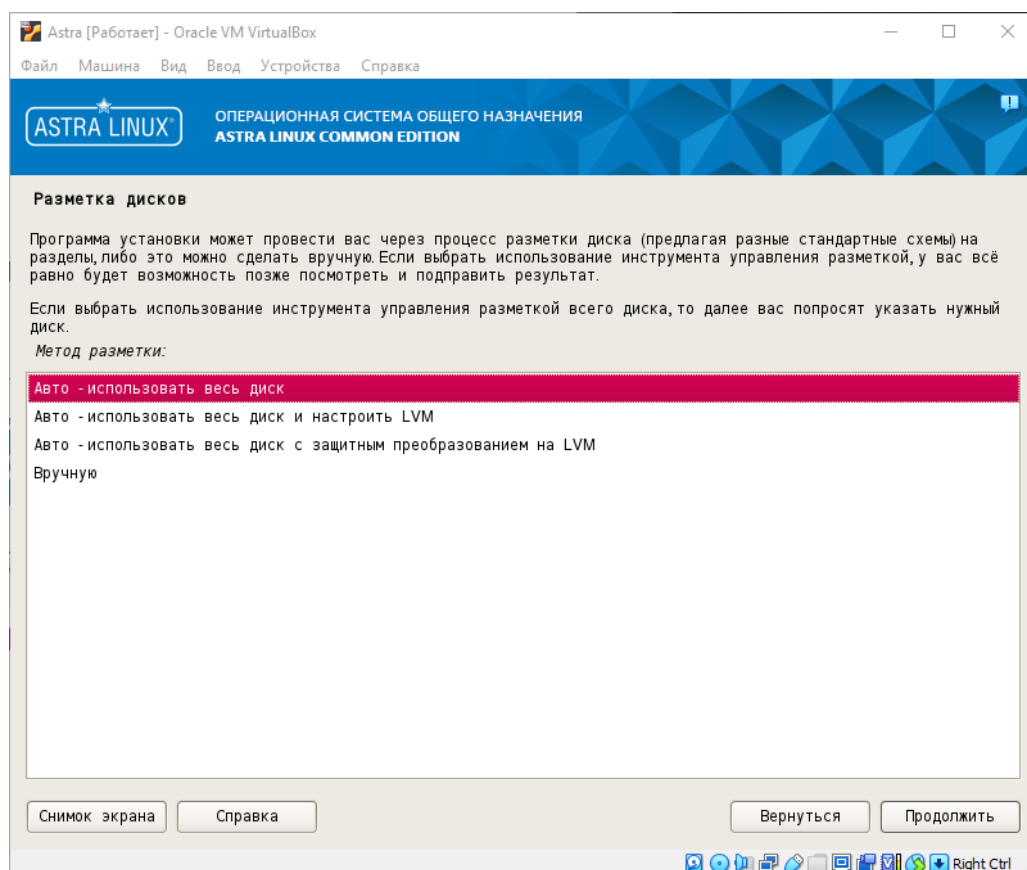 Astra [Работает] - Oracle VM VirtualBox
Файл Машина Вид Ввод Устройства Справка
ASTRA LINUX®
ОПЕРАЦИОННАЯ СИСТЕМА ОБЩЕГО НАЗНАЧЕНИЯ
ASTRA LINUX COMMON EDITION
Разметка дисков
Программа установки может провести вас через процесс разметки диска (предлагая разные стандартные схемы) на
разделы, либо это можно сделать вручную. Если выбрать использование инструмента управления разметкой, у вас всё
равно будет возможность позже посмотреть и подправить результат.
Если выбрать использование инструмента управления разметкой всего диска, то далее вас попросят указать нужный
диск.
Метод разметки:
Авто - использовать весь диск
Авто - использовать весь диск и настроить LVM
Авто - использовать весь диск с защитным преобразованием на LVM
Вручную
Снимок экрана Справка Вернуться Продолжить
Right Ctrl